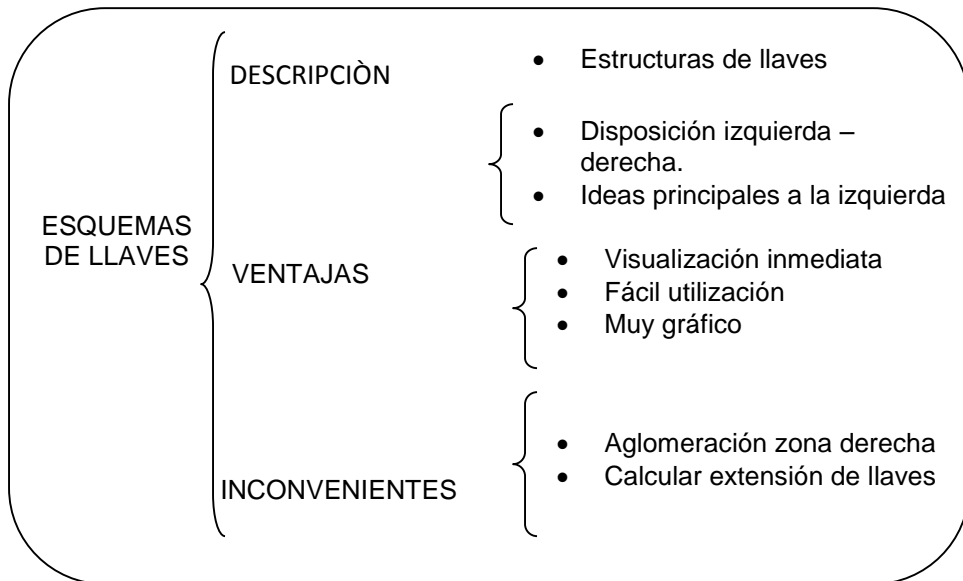 ESQUEMAS
DE LLAVES
DESCRIPCIÒN
• Estructuras de llaves
• Disposición izquierda –
derecha.
• Ideas principales a la izquierda
VENTAJAS
• Visualización inmediata
• Fácil utilización
• Muy gráfico
INCONVENIENTES
• Aglomeración zona derecha
• Calcular extensión de llaves